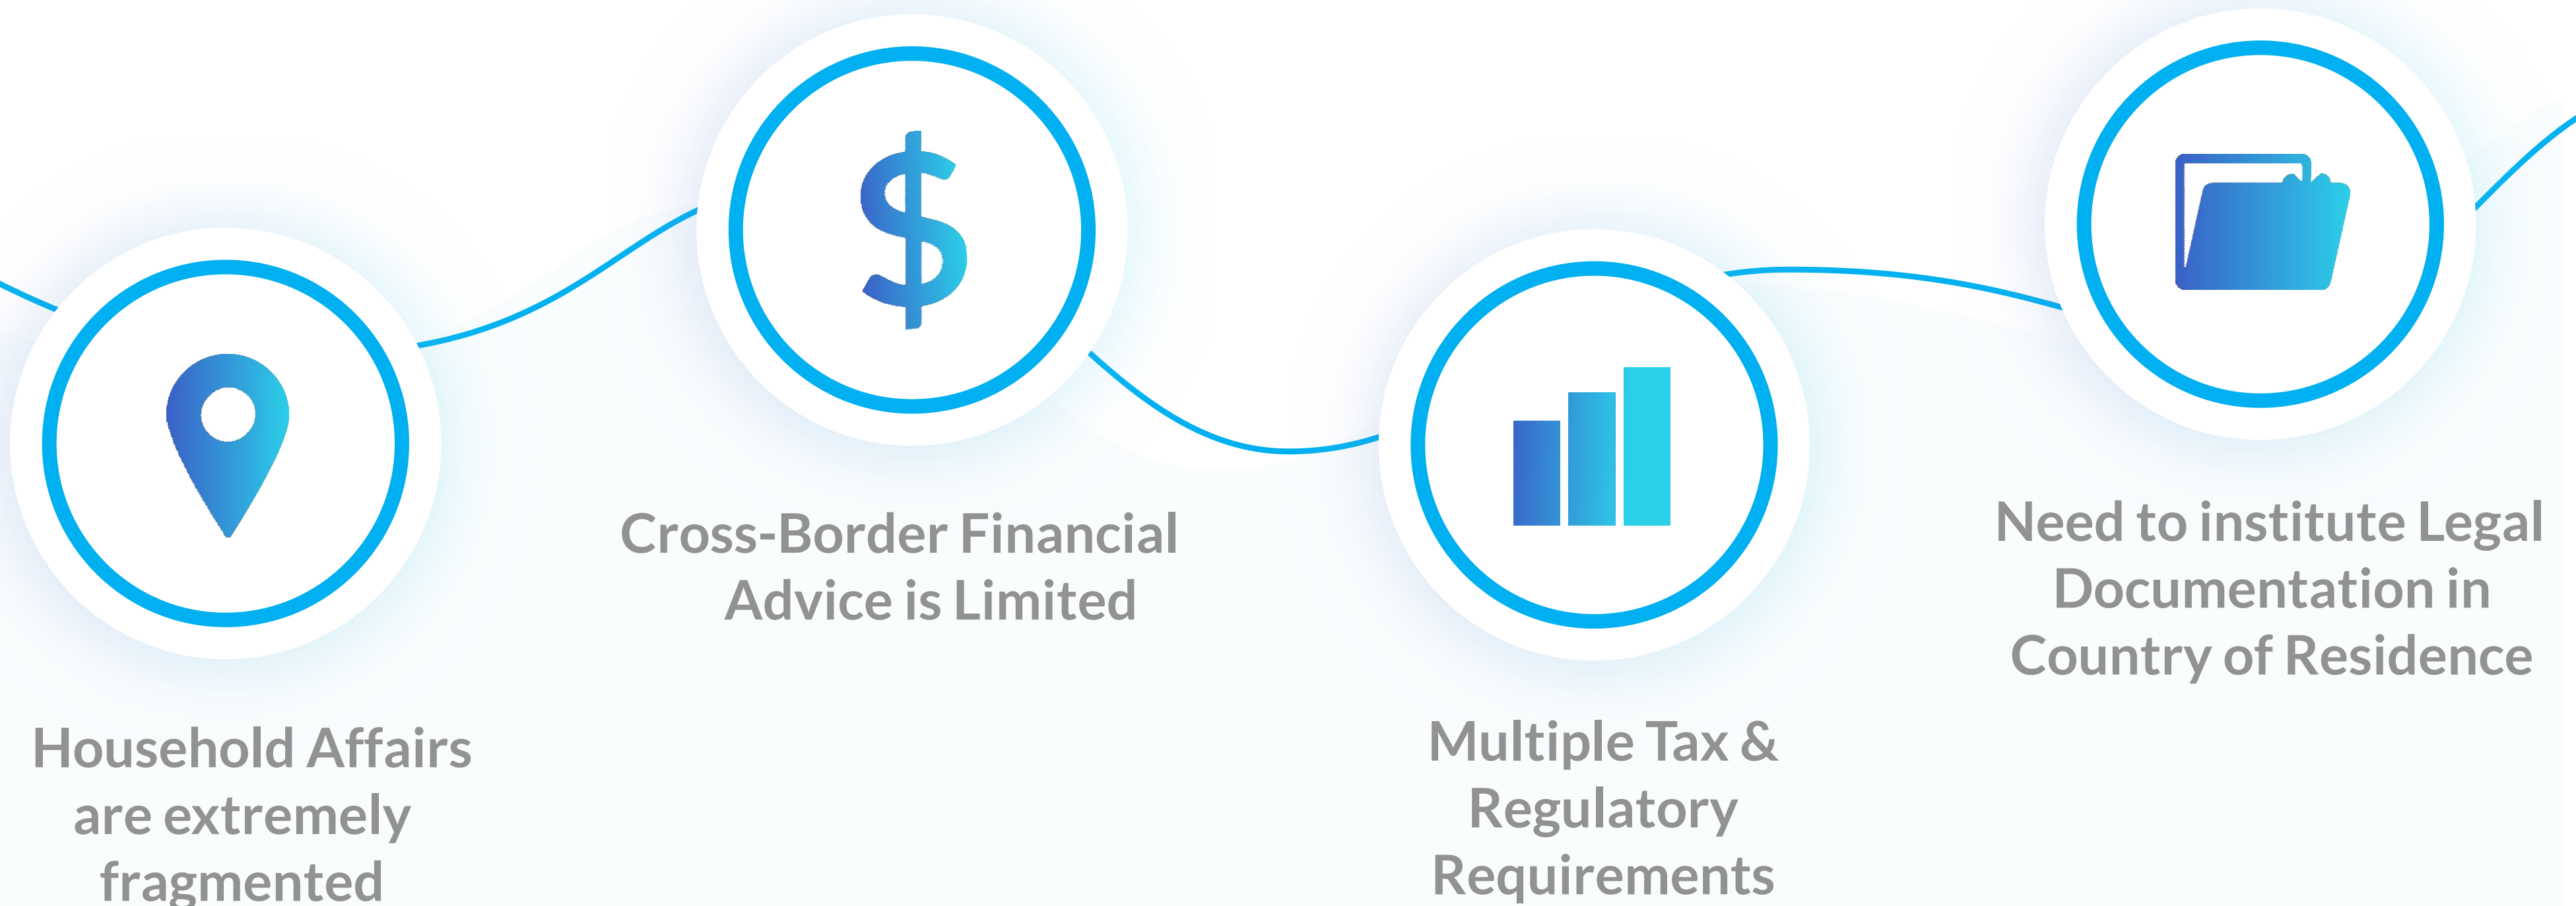 Household Affairs
are extremely
fragmented
Cross-Border Financial
Advice is Limited
Multiple Tax &
Regulatory
Requirements
Need to institute Legal
Documentation in
Country of Residence